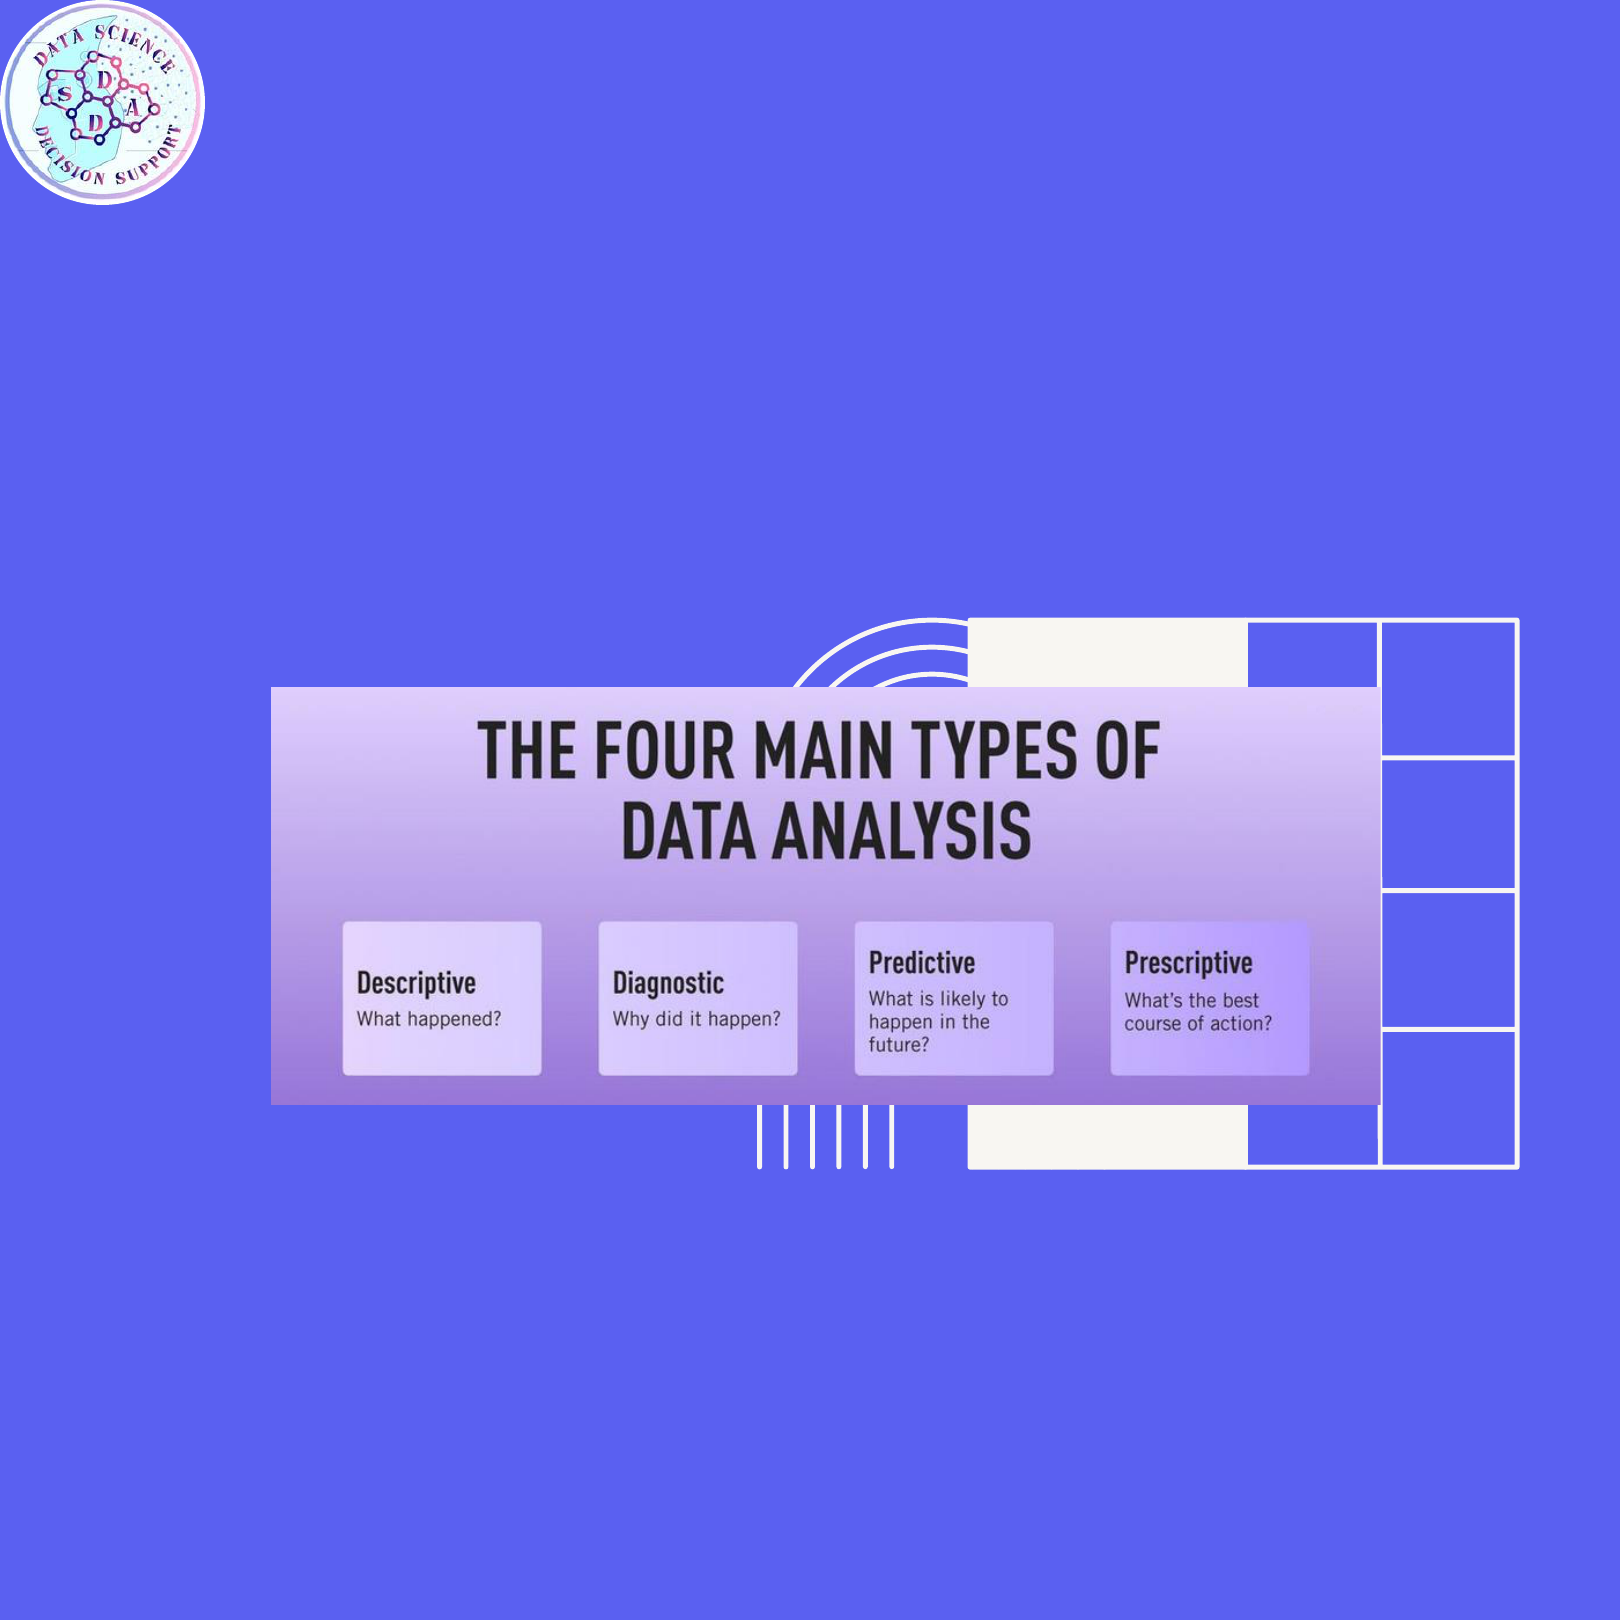 DATA SCIENCE
D
S
A
D
DECISION SUPPORT
THE FOUR MAIN TYPES OF
DATA ANALYSIS
Descriptive
What happened?
Diagnostic
Why did it happen?
Predictive
What is likely to
happen in the
future?
Prescriptive
What's the best
course of action?